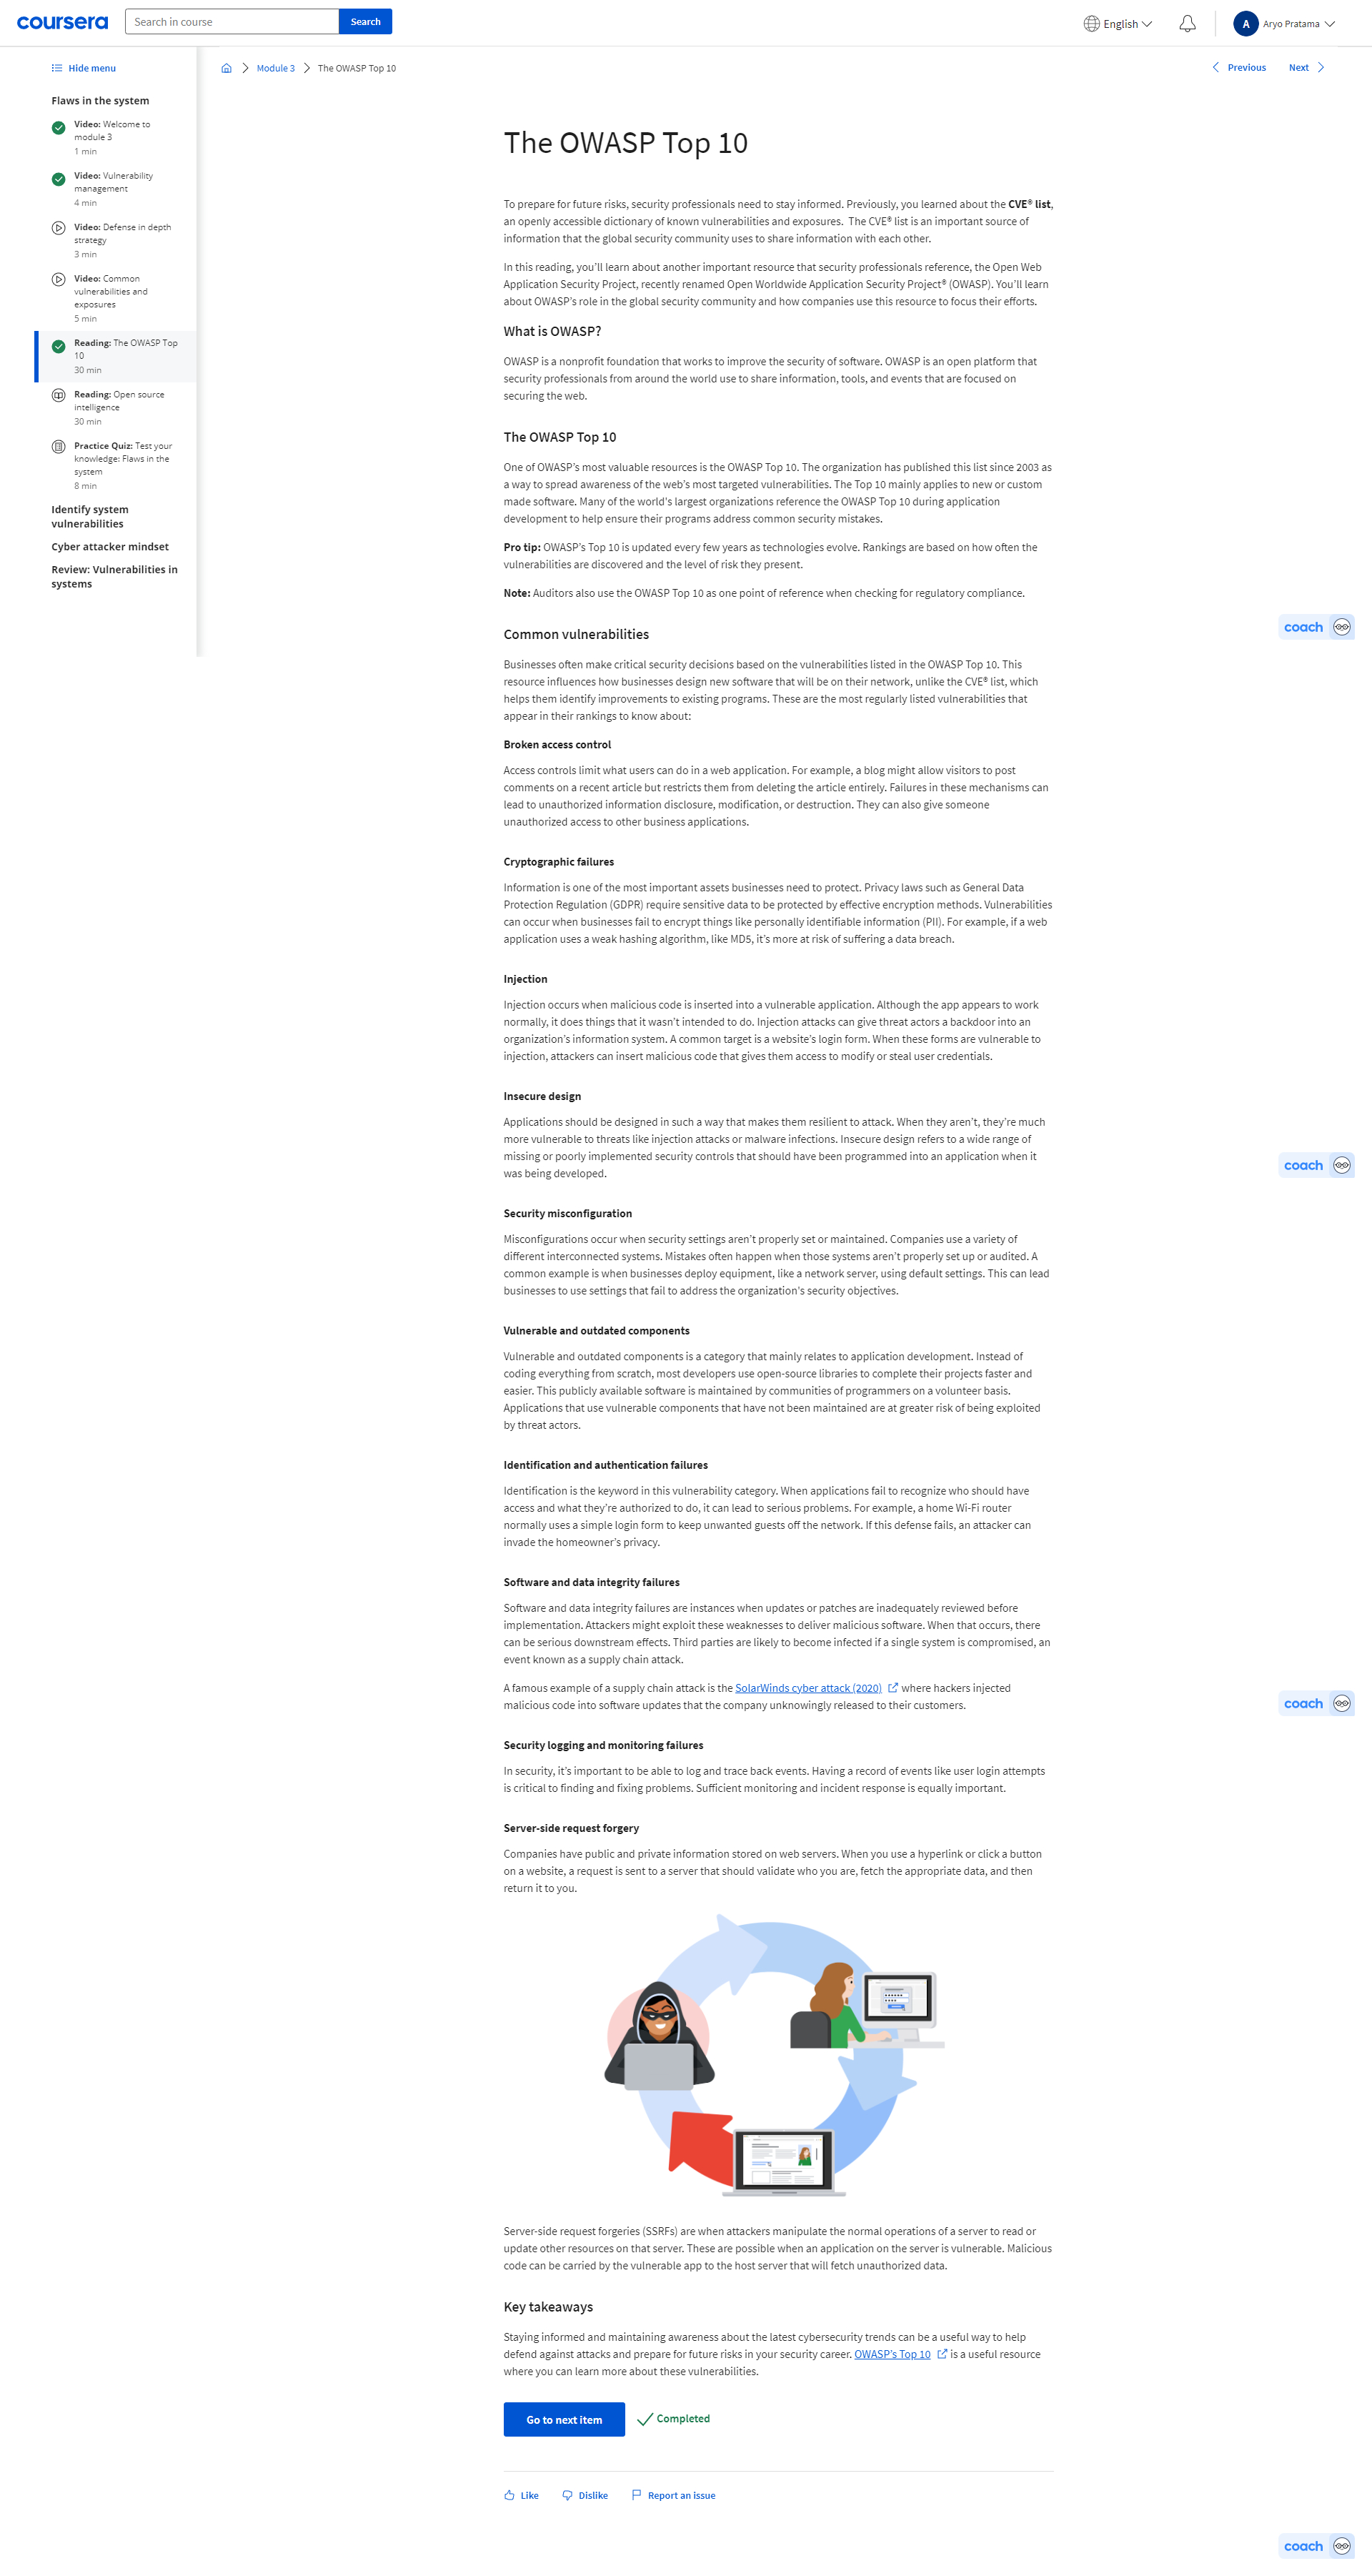 coursera
Search in course
Search
English
A
Aryo Pratama
Hide menu
Flaws in the system
Video: Welcome to
module 3
1 min
Video: Vulnerability
management
4 min
Video: Defense in depth
strategy
3 min
Video: Common
vulnerabilities and
exposures
5 min
Reading: The OWASP Top
10
30 min
Reading: Open source
intelligence
30 min
Practice Quiz: Test your
knowledge: Flaws in the
system
8 min
Identify system
vulnerabilities
Cyber attacker mindset
Review: Vulnerabilities in
systems
Module 3
The OWASP Top 10
Previous
Next
The OWASP Top 10
To prepare for future risks, security professionals need to stay informed. Previously, you learned about the CVE® list,
an openly accessible dictionary of known vulnerabilities and exposures. The CVE® list is an important source of
information that the global security community uses to share information with each other.
In this reading, you’ll learn about another important resource that security professionals reference, the Open Web
Application Security Project, recently renamed Open Worldwide Application Security Project® (OWASP). You’ll learn
about OWASP’s role in the global security community and how companies use this resource to focus their efforts.
What is OWASP?
OWASP is a nonprofit foundation that works to improve the security of software. OWASP is an open platform that
security professionals from around the world use to share information, tools, and events that are focused on
securing the web.
The OWASP Top 10
One of OWASP’s most valuable resources is the OWASP Top 10. The organization has published this list since 2003 as
a way to spread awareness of the web’s most targeted vulnerabilities. The Top 10 mainly applies to new or custom
made software. Many of the world's largest organizations reference the OWASP Top 10 during application
development to help ensure their programs address common security mistakes.
Pro tip: OWASP’s Top 10 is updated every few years as technologies evolve. Rankings are based on how often the
vulnerabilities are discovered and the level of risk they present.
Note: Auditors also use the OWASP Top 10 as one point of reference when checking for regulatory compliance.
Common vulnerabilities
Businesses often make critical security decisions based on the vulnerabilities listed in the OWASP Top 10. This
resource influences how businesses design new software that will be on their network, unlike the CVE® list, which
helps them identify improvements to existing programs. These are the most regularly listed vulnerabilities that
appear in their rankings to know about:
Broken access control
Access controls limit what users can do in a web application. For example, a blog might allow visitors to post
comments on a recent article but restricts them from deleting the article entirely. Failures in these mechanisms can
lead to unauthorized information disclosure, modification, or destruction. They can also give someone
unauthorized access to other business applications.
Cryptographic failures
Information is one of the most important assets businesses need to protect. Privacy laws such as General Data
Protection Regulation (GDPR) require sensitive data to be protected by effective encryption methods. Vulnerabilities
can occur when businesses fail to encrypt things like personally identifiable information (PII). For example, if a web
application uses a weak hashing algorithm, like MD5, it’s more at risk of suffering a data breach.
Injection
Injection occurs when malicious code is inserted into a vulnerable application. Although the app appears to work
normally, it does things that it wasn’t intended to do. Injection attacks can give threat actors a backdoor into an
organization’s information system. A common target is a website’s login form. When these forms are vulnerable to
injection, attackers can insert malicious code that gives them access to modify or steal user credentials.
Insecure design
Applications should be designed in such a way that makes them resilient to attack. When they aren’t, they’re much
more vulnerable to threats like injection attacks or malware infections. Insecure design refers to a wide range of
missing or poorly implemented security controls that should have been programmed into an application when it
was being developed.
Security misconfiguration
Misconfigurations occur when security settings aren’t properly set or maintained. Companies use a variety of
different interconnected systems. Mistakes often happen when those systems aren’t properly set up or audited. A
common example is when businesses deploy equipment, like a network server, using default settings. This can lead
businesses to use settings that fail to address the organization's security objectives.
Vulnerable and outdated components
Vulnerable and outdated components is a category that mainly relates to application development. Instead of
coding everything from scratch, most developers use open-source libraries to complete their projects faster and
easier. This publicly available software is maintained by communities of programmers on a volunteer basis.
Applications that use vulnerable components that have not been maintained are at greater risk of being exploited
by threat actors.
Identification and authentication failures
Identification is the keyword in this vulnerability category. When applications fail to recognize who should have
access and what they’re authorized to do, it can lead to serious problems. For example, a home Wi-Fi router
normally uses a simple login form to keep unwanted guests off the network. If this defense fails, an attacker can
invade the homeowner’s privacy.
Software and data integrity failures
Software and data integrity failures are instances when updates or patches are inadequately reviewed before
implementation. Attackers might exploit these weaknesses to deliver malicious software. When that occurs, there
can be serious downstream effects. Third parties are likely to become infected if a single system is compromised, an
event known as a supply chain attack.
A famous example of a supply chain attack is the SolarWinds cyber attack (2020) where hackers injected
malicious code into software updates that the company unknowingly released to their customers.
Security logging and monitoring failures
In security, it’s important to be able to log and trace back events. Having a record of events like user login attempts
is critical to finding and fixing problems. Sufficient monitoring and incident response is equally important.
Server-side request forgery
Companies have public and private information stored on web servers. When you use a hyperlink or click a button
on a website, a request is sent to a server that should validate who you are, fetch the appropriate data, and then
return it to you.
Server-side request forgeries (SSRFs) are when attackers manipulate the normal operations of a server to read or
update other resources on that server. These are possible when an application on the server is vulnerable. Malicious
code can be carried by the vulnerable app to the host server that will fetch unauthorized data.
Key takeaways
Staying informed and maintaining awareness about the latest cybersecurity trends can be a useful way to help
defend against attacks and prepare for future risks in your security career. OWASP’s Top 10 is a useful resource
where you can learn more about these vulnerabilities.
Go to next item
Completed
Like
Dislike
Report an issue
coach
coach
coach
coach